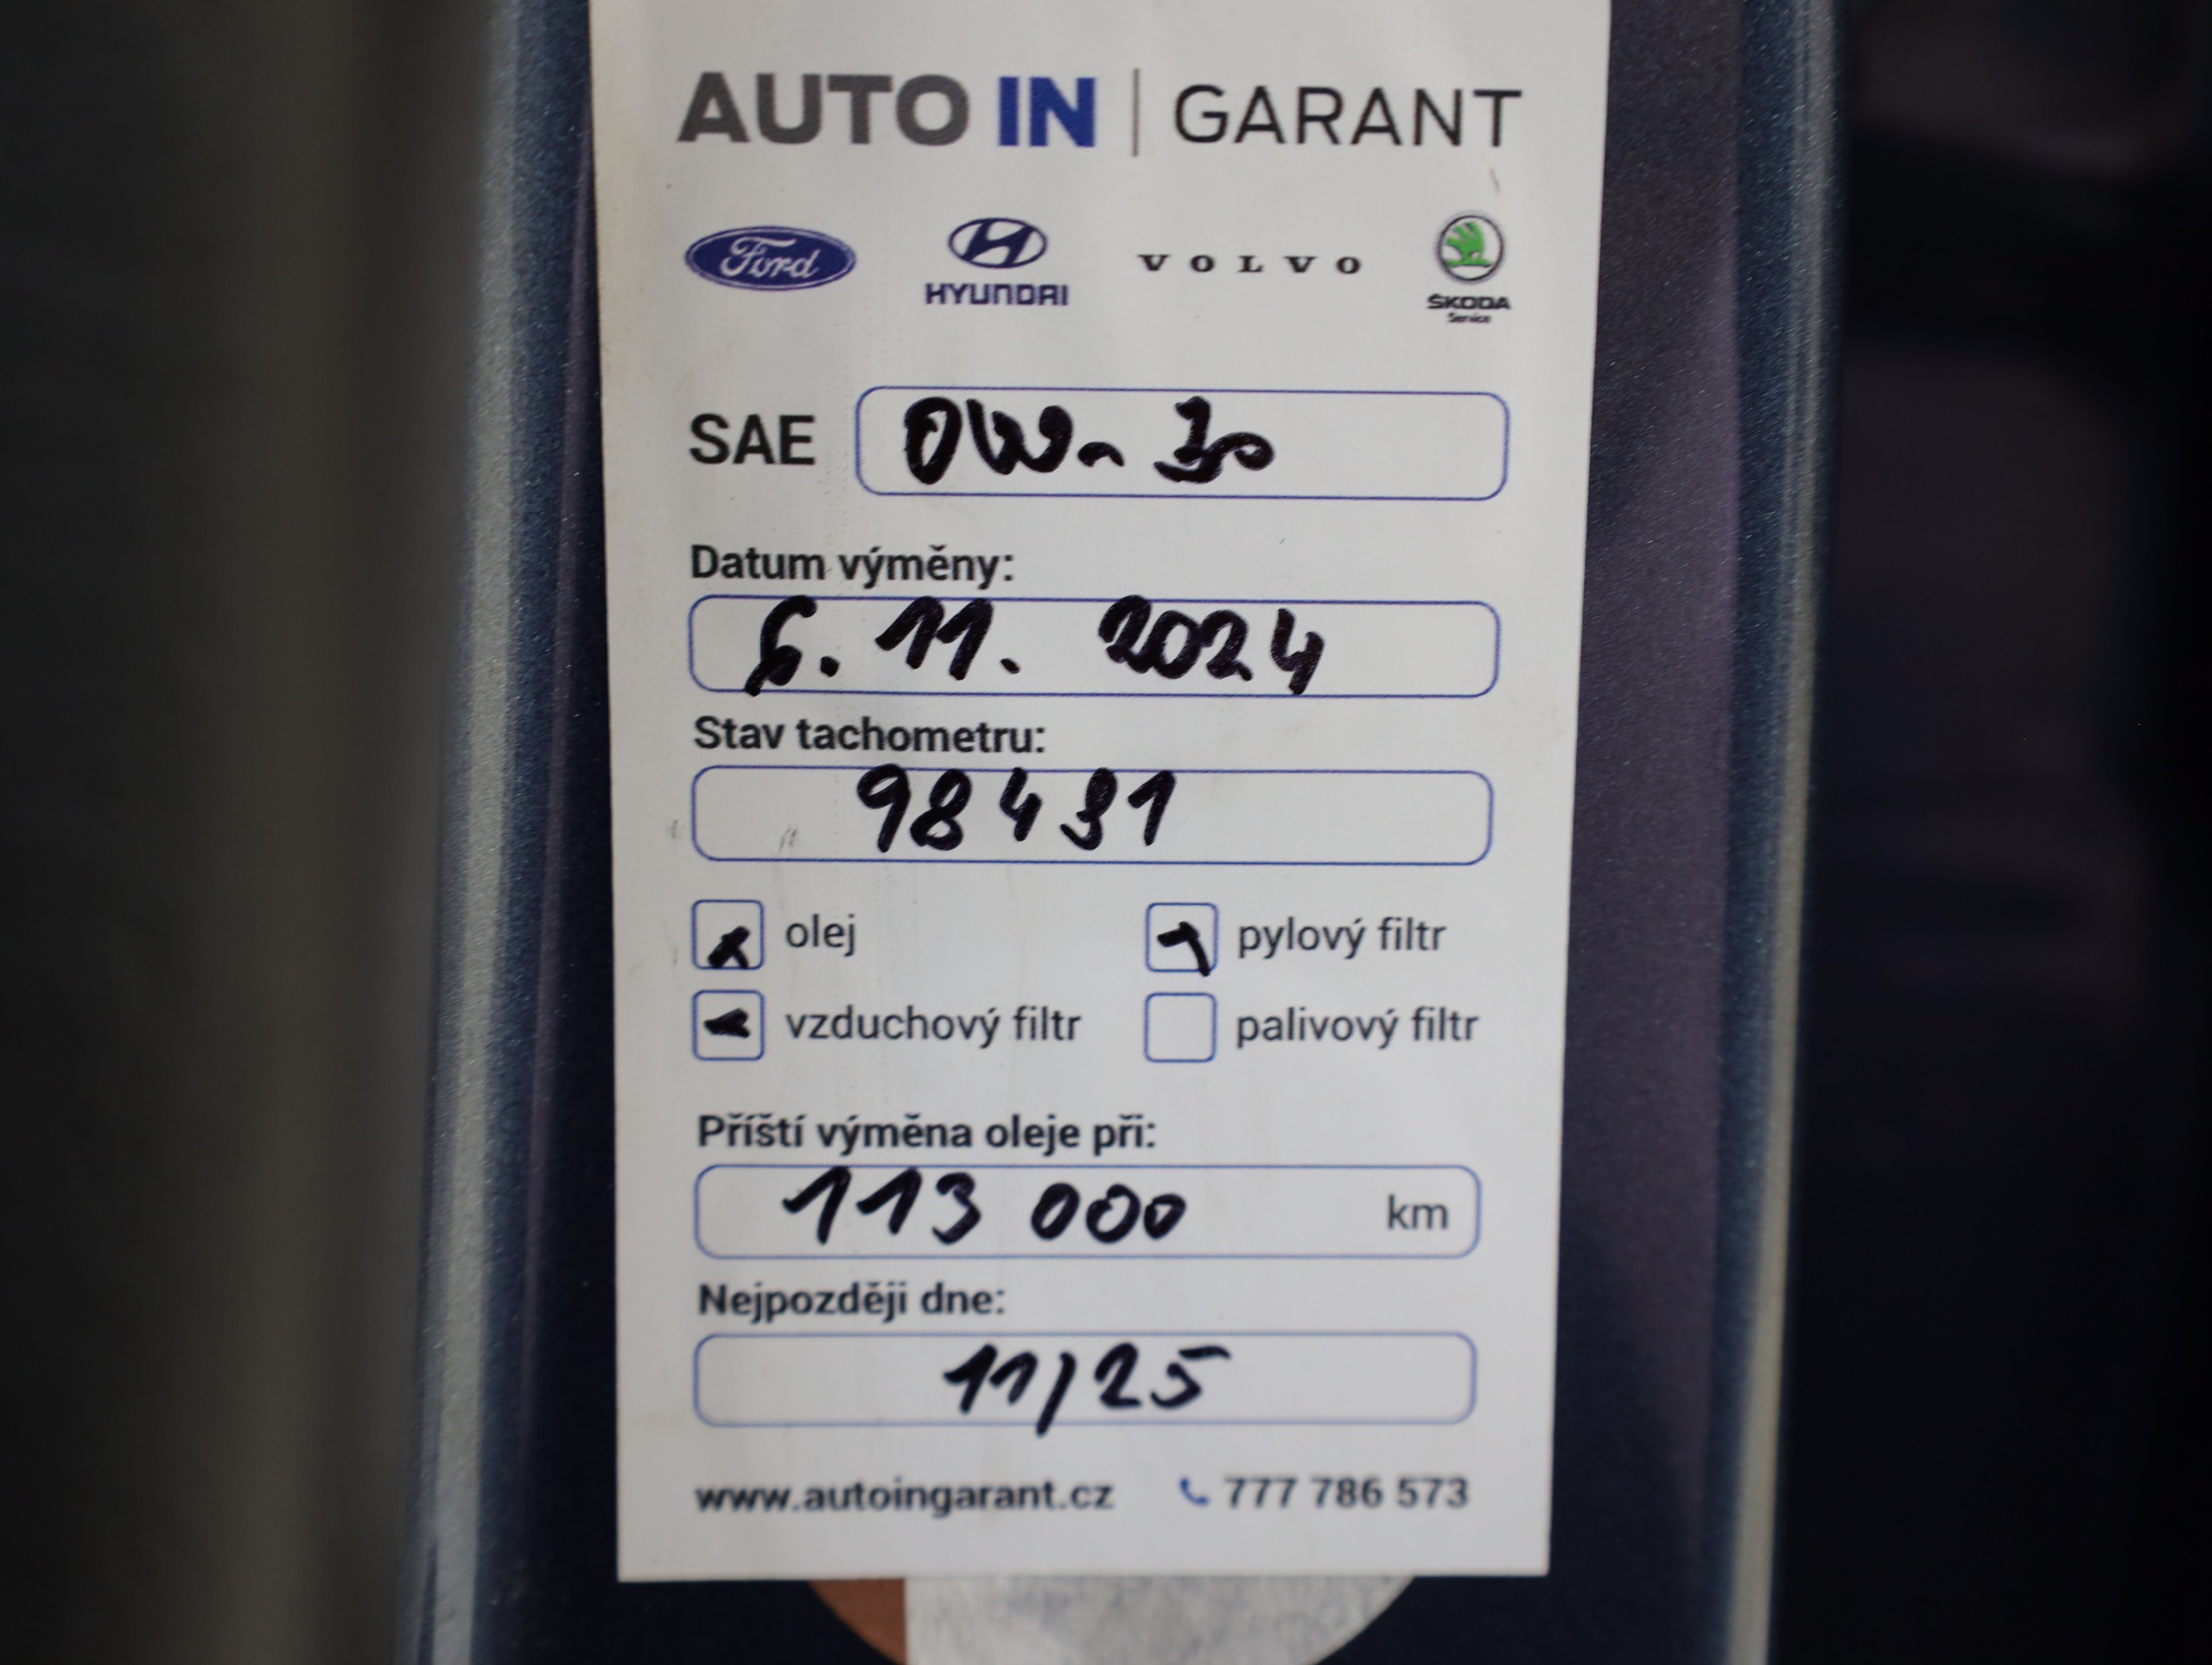 AUTO IN | GARANT
Ford HYUNDAI VOLVO ŠKODA Service
SAE 0W-30
Datum výměny:
6. 11. 2024
Stav tachometru:
98431
olej pylový filtr
vzduchový filtr palivový filtr
Příští výměna oleje při:
113 000 km
Nejpozději dne:
11/25
www.autoingarant.cz 777 786 573